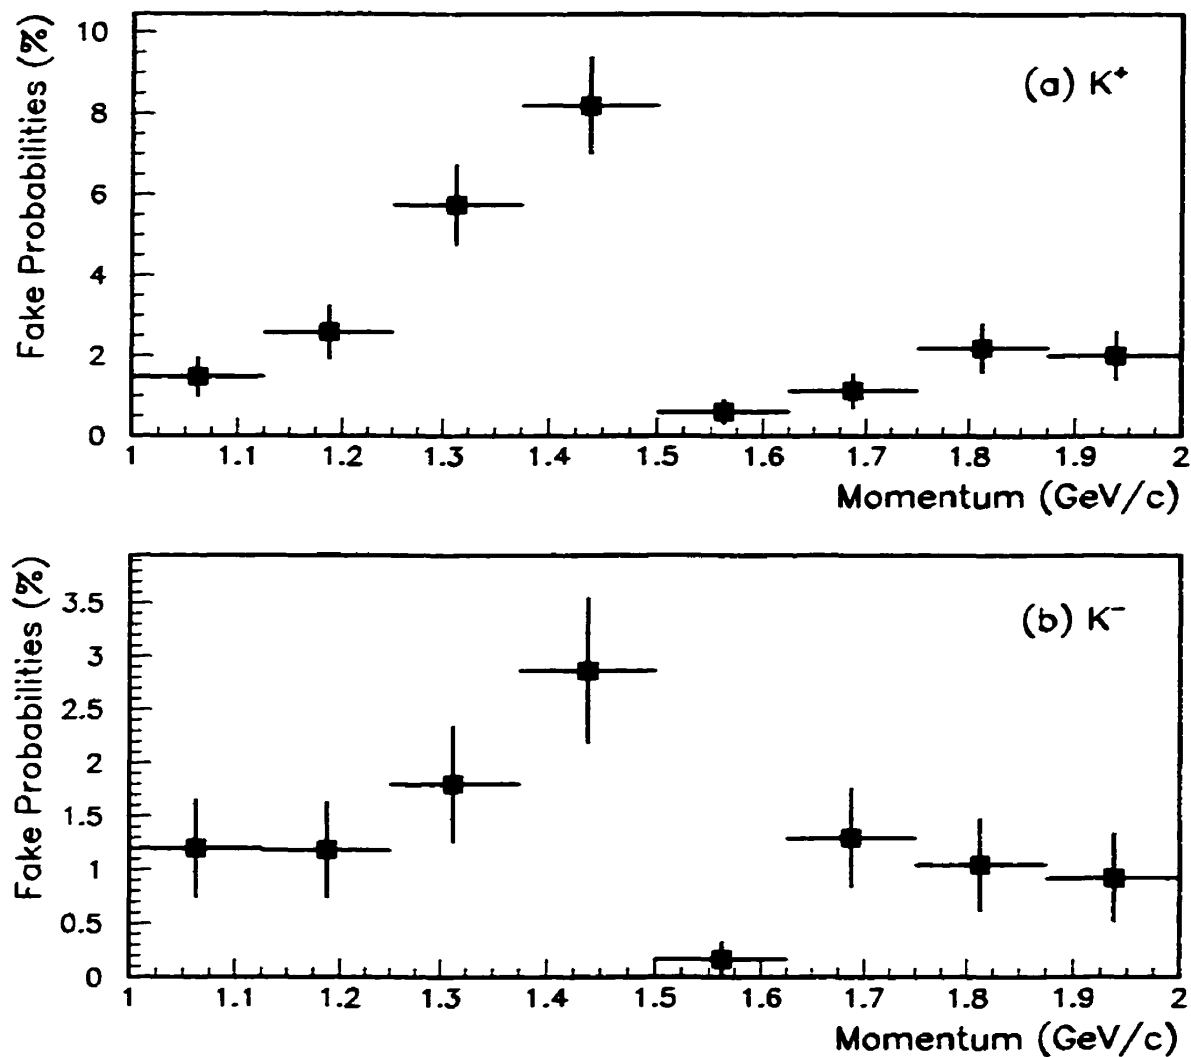 Fake Probabilities (%)
10
8
6
4
2
0
(a) K⁺
1 1.1 1.2 1.3 1.4 1.5 1.6 1.7 1.8 1.9 2
Momentum (GeV/c)
Fake Probabilities (%)
3.5
3
2.5
2
1.5
1
0.5
0
(b) K⁻
1 1.1 1.2 1.3 1.4 1.5 1.6 1.7 1.8 1.9 2
Momentum (GeV/c)